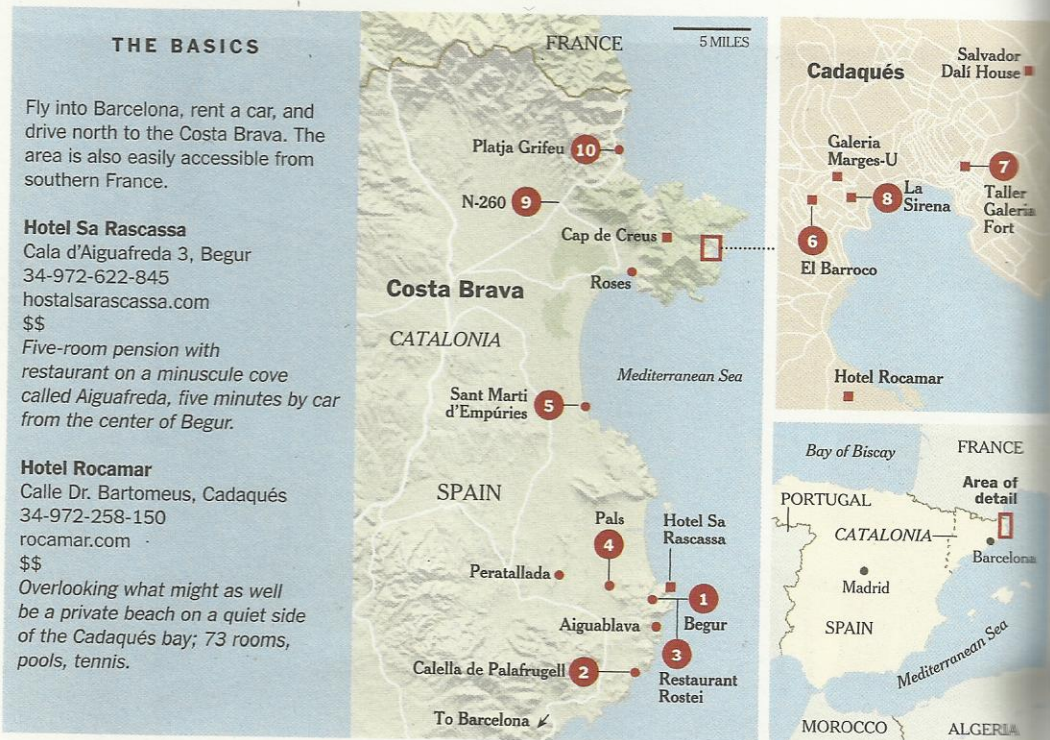 THE BASICS
Fly into Barcelona, rent a car, and
drive north to the Costa Brava. The
area is also easily accessible from
southern France.
Hotel Sa Rascassa
Cala d'Aiguafreda 3, Begur
34-972-622-845
hostalsarascassa.com
$$
Five-room pension with
restaurant on a minuscule cove
called Aiguafreda, five minutes by car
from the center of Begur.
Hotel Rocamar
Calle Dr. Bartomeus, Cadaqués
34-972-258-150
rocamar.com
$$
Overlooking what might as well
be a private beach on a quiet side
of the Cadaqués bay; 73 rooms,
pools, tennis.
FRANCE
5 MILES
Platja Grifeu 10
N-260 9
Cap de Creus
Roses
Costa Brava
CATALONIA
Mediterranean Sea
Sant Marti
d'Empúries
5
SPAIN
Pals
4
Hotel Sa
Rascassa
Peratallada
1
Begur
Aiguablava
3
Restaurant
Rostei
Calella de Palafrugell 2
To Barcelona
Cadaqués
Salvador
Dalí House
Galeria
Marges-U
7
Taller
Galeria
Fort
8
La
Sirena
6
El Barroco
Hotel Rocamar
Bay of Biscay
FRANCE
Area of
detail
PORTUGAL
CATALONIA
Barcelona
Madrid
SPAIN
Mediterranean Sea
MOROCCO
ALGERIA